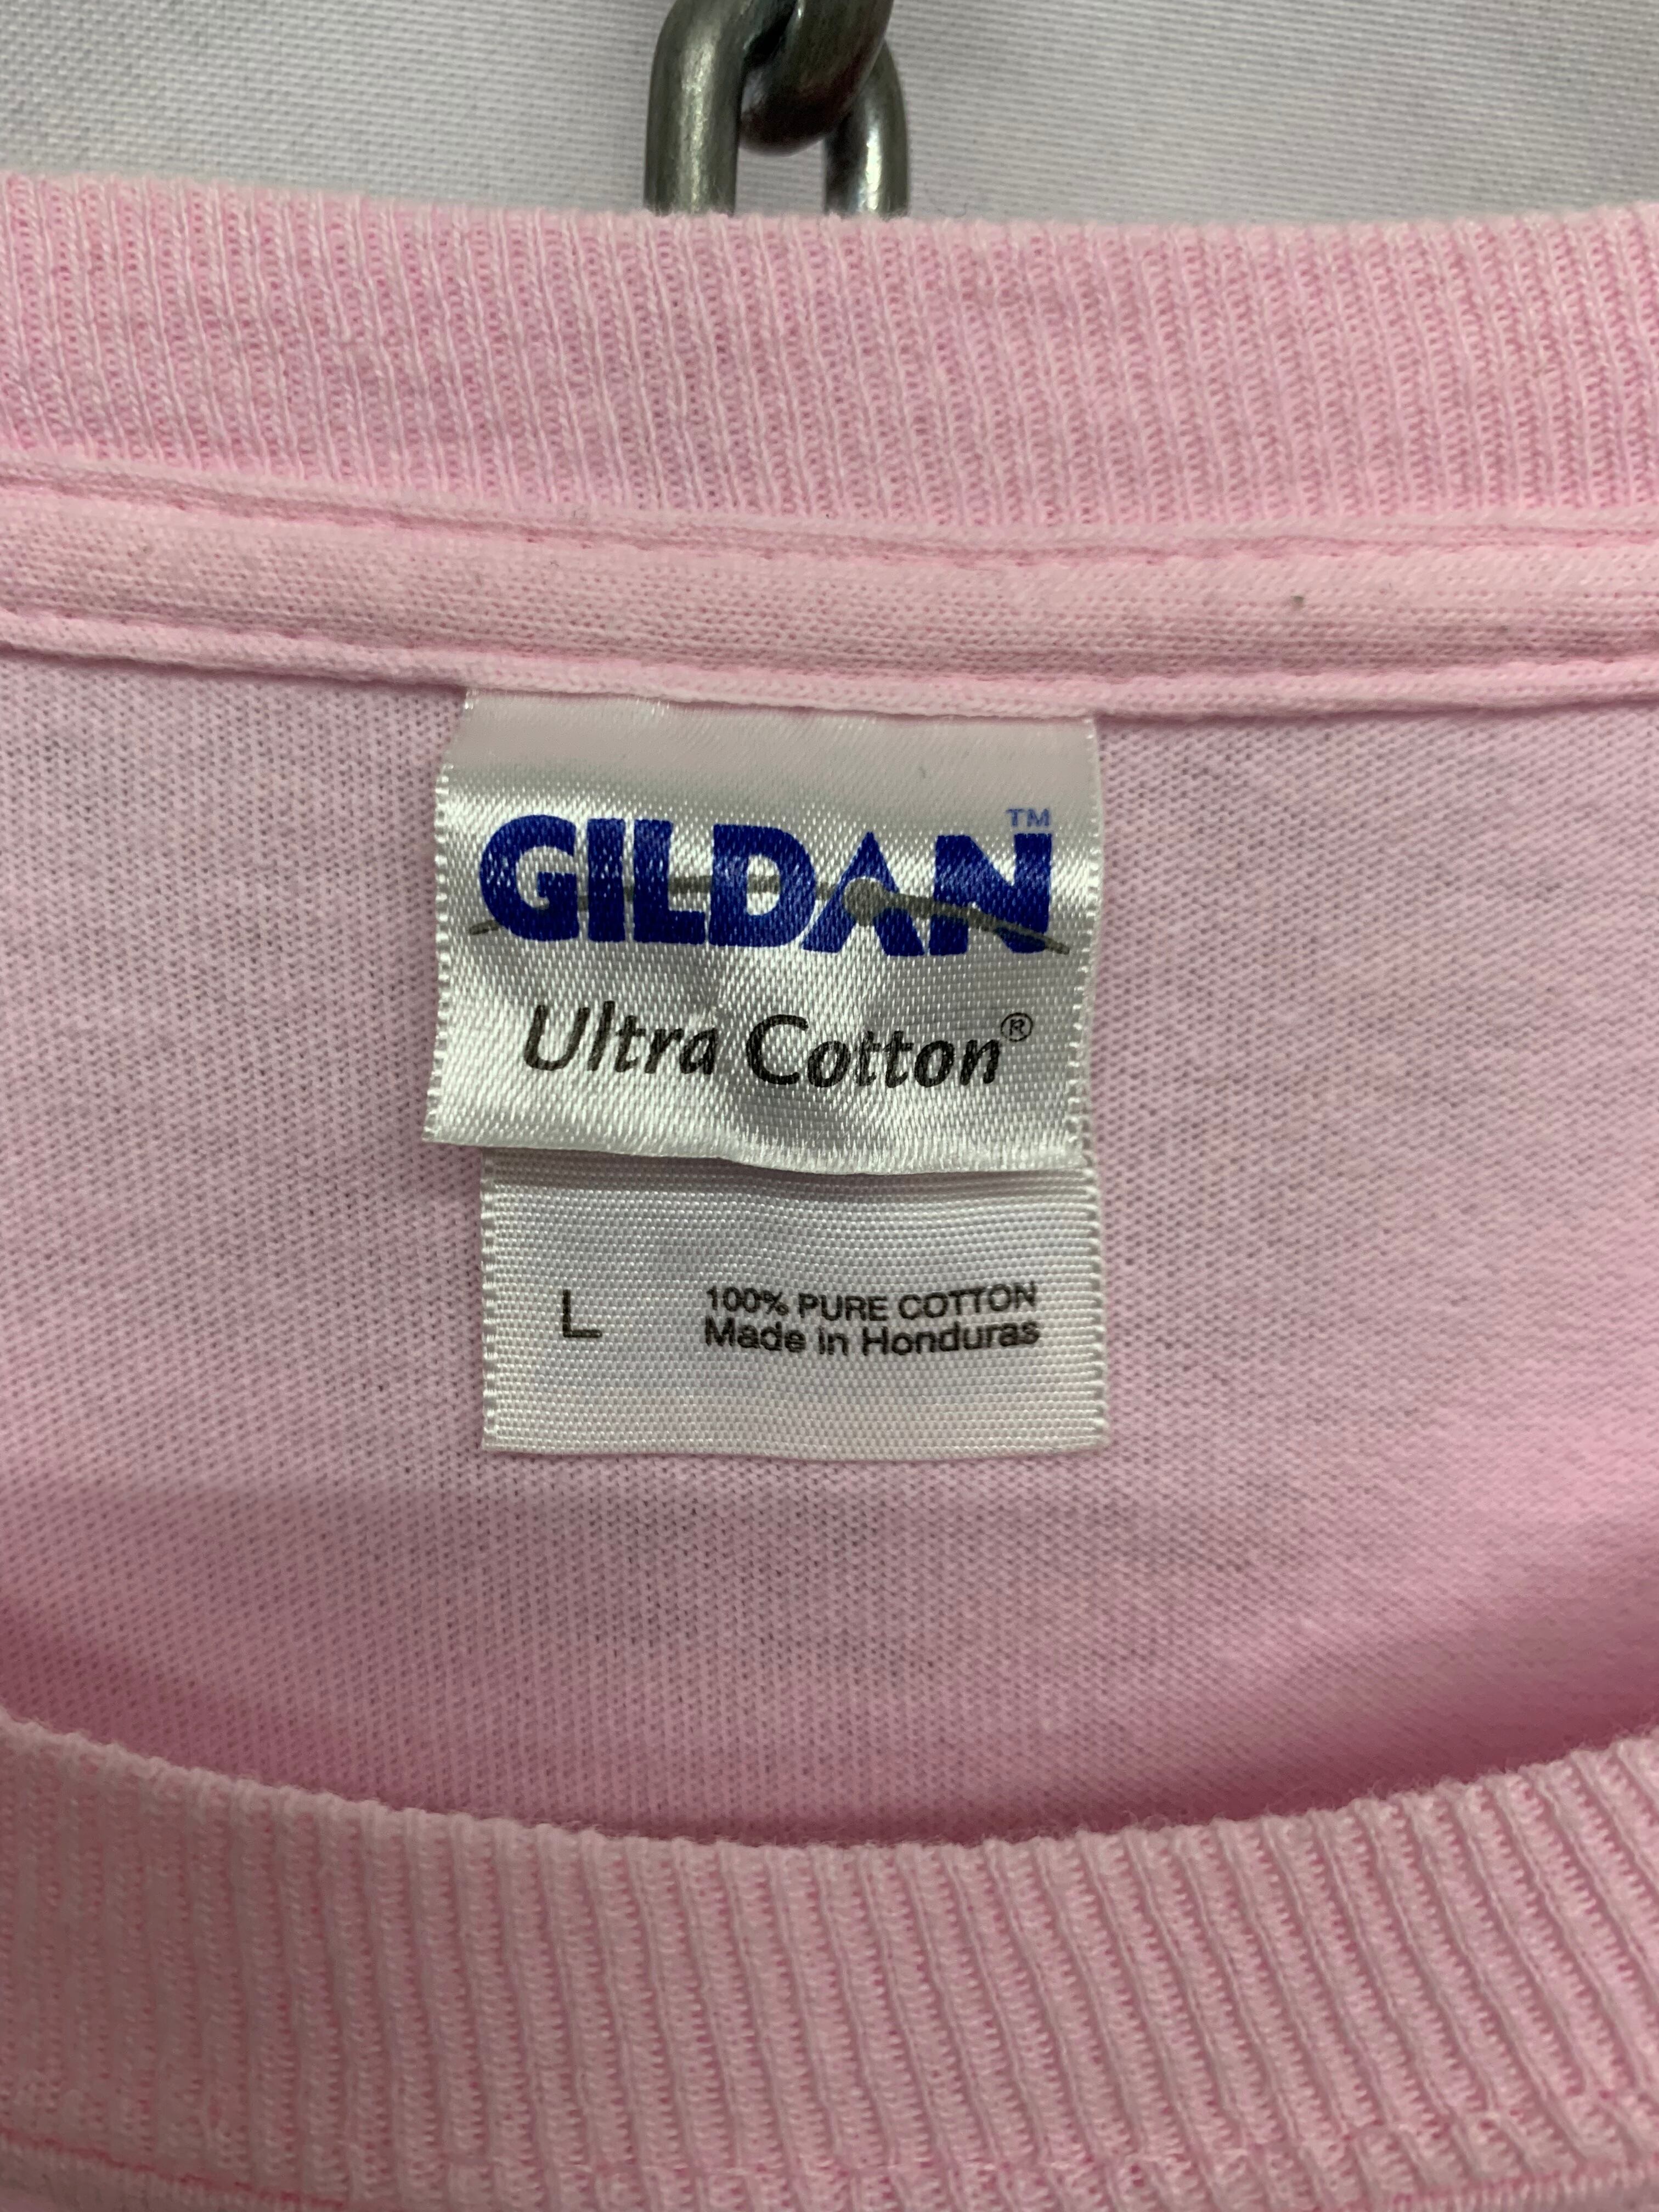 GILDAN™
Ultra Cotton®
L
100% PURE COTTON
Made in Honduras